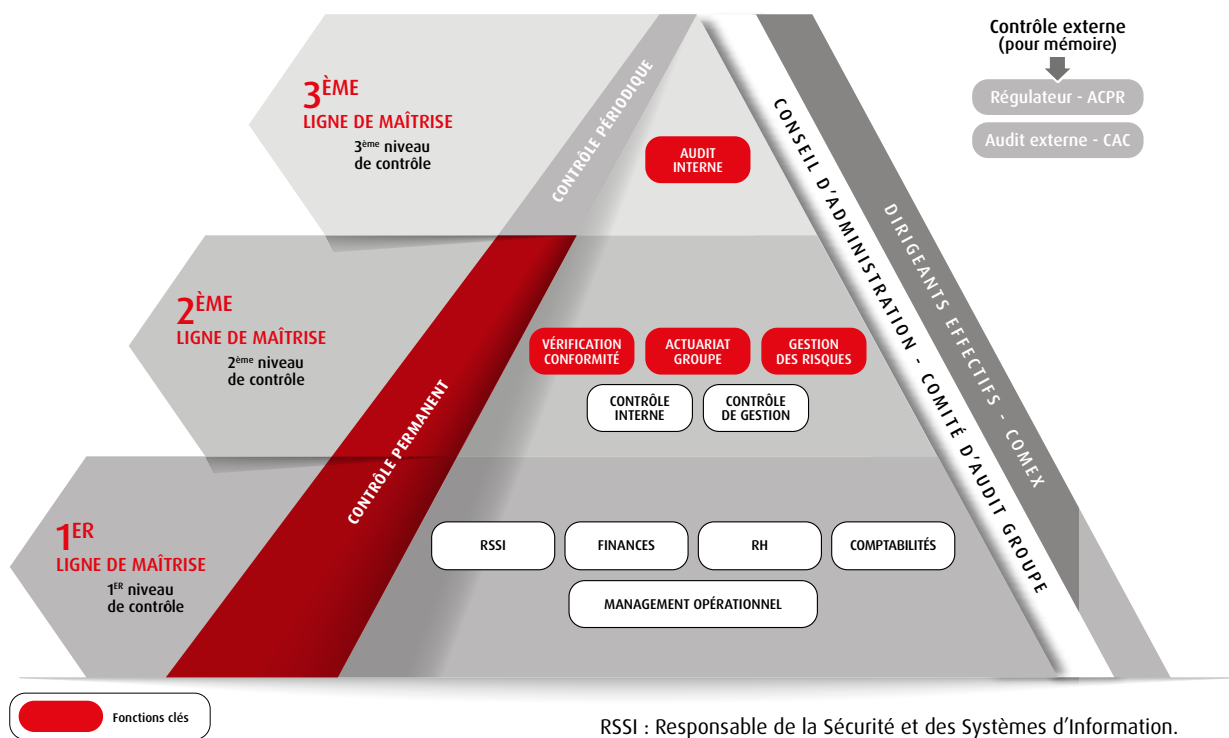 Contrôle externe
(pour mémoire)
Régulateur - ACPR
Audit externe - CAC
3ÈME
LIGNE DE MAÎTRISE
3ème niveau
de contrôle
CONTRÔLE PÉRIODIQUE
AUDIT
INTERNE
CONSEIL D'ADMINISTRATION - COMITÉ D'AUDIT GROUPE
DIRIGEANTS EFFECTIFS - COMEX
2ÈME
LIGNE DE MAÎTRISE
2ème niveau
de contrôle
CONTRÔLE PERMANENT
VÉRIFICATION
CONFORMITÉ
ACTUARIAT
GROUPE
GESTION
DES RISQUES
CONTRÔLE
INTERNE
CONTRÔLE
DE GESTION
1ER
LIGNE DE MAÎTRISE
1ER niveau
de contrôle
RSSI
FINANCES
RH
COMPTABILITÉS
MANAGEMENT OPÉRATIONNEL
Fonctions clés
RSSI : Responsable de la Sécurité et des Systèmes d'Information.